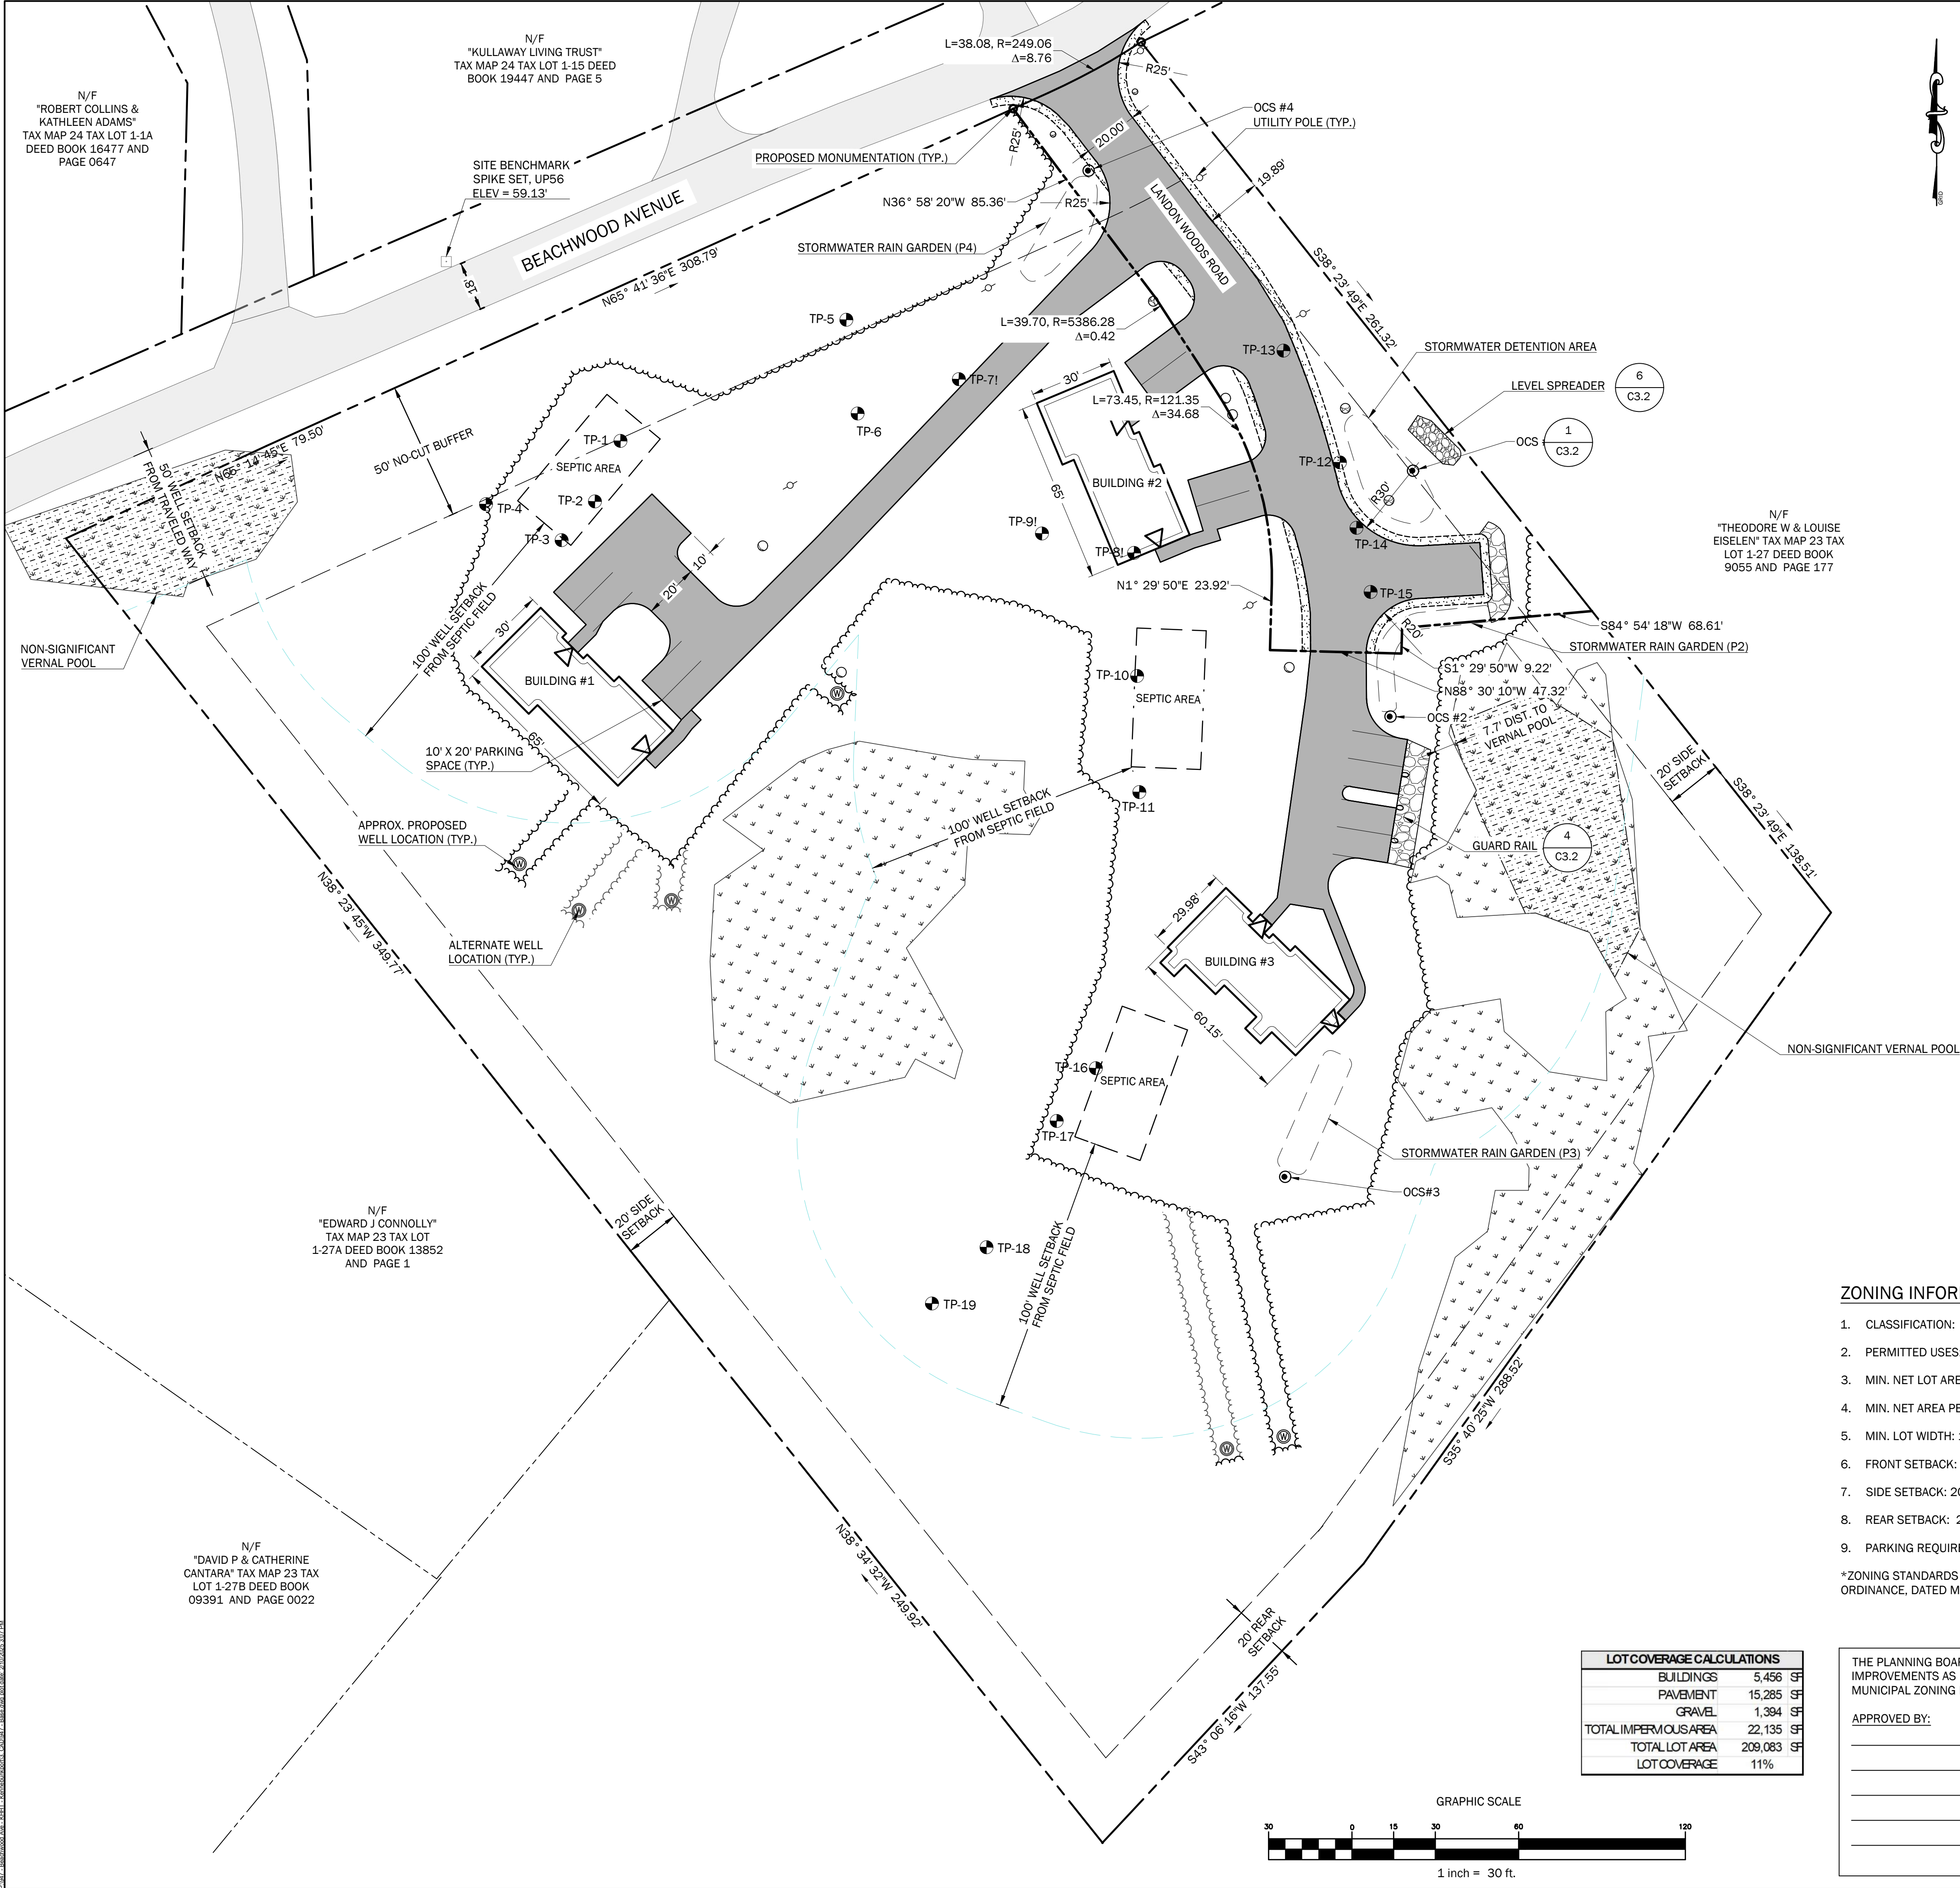 N/F
"KULLAWAY LIVING TRUST"
TAX MAP 24 TAX LOT 1-15 DEED
BOOK 19447 AND PAGE 5
N/F
"ROBERT COLLINS &
KATHLEEN ADAMS"
TAX MAP 24 TAX LOT 1-1A
DEED BOOK 16477 AND
PAGE 0647
L=38.08, R=249.06
Δ=8.76
R25'
GRID
OCS #4
UTILITY POLE (TYP.)
20.00'
R25'
PROPOSED MONUMENTATION (TYP.)
SITE BENCHMARK
SPIKE SET, UP56
ELEV = 59.13'
BEACHWOOD AVENUE
18'
N36° 58' 20"W 85.36'
R25'
19.89'
LANDON WOODS ROAD
STORMWATER RAIN GARDEN (P4)
N65° 41' 36"E 308.79'
S38° 23' 49"E 261.32'
TP-5
L=39.70, R=5386.28
Δ=0.42
TP-13
STORMWATER DETENTION AREA
LEVEL SPREADER
6
C3.2
TP-7!
30'
L=73.45, R=121.35
Δ=34.68
TP-6
1
C3.2
OCS
50' NO-CUT BUFFER
N66° 14' 45"E 79.50'
50' WELL SETBACK
FROM TRAVELED WAY
TP-1
SEPTIC AREA
TP-2
TP-4
TP-3
65'
BUILDING #2
TP-12
R30'
TP-9!
TP-8!
TP-14
N/F
"THEODORE W & LOUISE
EISELEN" TAX MAP 23 TAX
LOT 1-27 DEED BOOK
9055 AND PAGE 177
10'
20'
N1° 29' 50"E 23.92'
TP-15
100' WELL SETBACK
FROM SEPTIC FIELD
30'
R20'
S84° 54' 18"W 68.61'
STORMWATER RAIN GARDEN (P2)
NON-SIGNIFICANT
VERNAL POOL
BUILDING #1
TP-10
SEPTIC AREA
S1° 29' 50"W 9.22'
N88° 30' 10"W 47.32'
OCS #2
7.7' DIST. TO
VERNAL POOL
65'
10' X 20' PARKING
SPACE (TYP.)
20' SIDE
SETBACK
S38° 23' 49"E 138.51'
TP-11
100' WELL SETBACK
FROM SEPTIC FIELD
APPROX. PROPOSED
WELL LOCATION (TYP.)
GUARD RAIL
4
C3.2
W
W
W
W
N38° 23' 45"W 349.77'
ALTERNATE WELL
LOCATION (TYP.)
29.98'
BUILDING #3
60.15'
NON-SIGNIFICANT VERNAL POOL
TP-16
SEPTIC AREA
TP-17
STORMWATER RAIN GARDEN (P3)
OCS#3
N/F
"EDWARD J CONNOLLY"
TAX MAP 23 TAX LOT
1-27A DEED BOOK 13852
AND PAGE 1
20' SIDE
SETBACK
TP-18
TP-19
100' WELL SETBACK
FROM SEPTIC FIELD
W
W
S35° 40' 25"W 288.52'
ZONING INFOR
1. CLASSIFICATION:
2. PERMITTED USES
3. MIN. NET LOT ARE
4. MIN. NET AREA PE
5. MIN. LOT WIDTH:
6. FRONT SETBACK:
7. SIDE SETBACK: 20
8. REAR SETBACK: 2
9. PARKING REQUIRE
*ZONING STANDARDS
ORDINANCE, DATED M
N38° 34' 32"W 249.92'
N/F
"DAVID P & CATHERINE
CANTARA" TAX MAP 23 TAX
LOT 1-27B DEED BOOK
09391 AND PAGE 0022
20' REAR
SETBACK
S43° 06' 16"W 137.55'
LOT COVERAGE CALCULATIONS
BUILDINGS 5,456 SF
PAVEMENT 15,285 SF
GRAVEL 1,394 SF
TOTAL IMPERVIOUS AREA 22,135 SF
TOTAL LOT AREA 209,083 SF
LOT COVERAGE 11%
THE PLANNING BOAR
IMPROVEMENTS AS
MUNICIPAL ZONING
APPROVED BY:
GRAPHIC SCALE
30 0 15 30 60 120
1 inch = 30 ft.